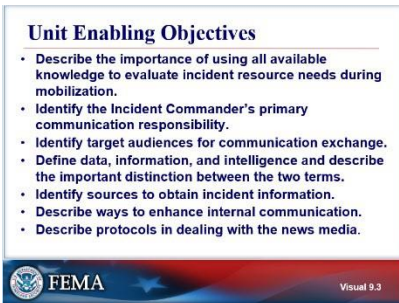 Unit Enabling Objectives
• Describe the importance of using all available
knowledge to evaluate incident resource needs during
mobilization.
• Identify the Incident Commander's primary
communication responsibility.
• Identify target audiences for communication exchange.
• Define data, information, and intelligence and describe
the important distinction between the two terms.
• Identify sources to obtain incident information.
• Describe ways to enhance internal communication.
• Describe protocols in dealing with the news media.
FEMA
Visual 9.3